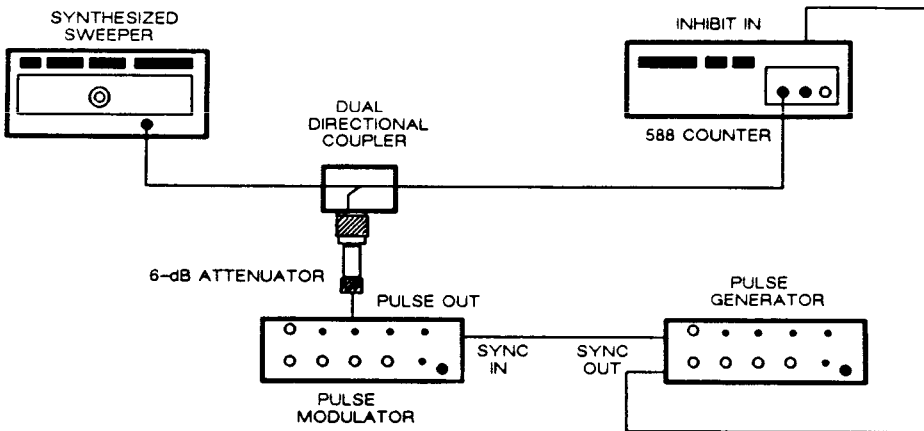 SYNTHESIZED
SWEEPER
INHIBIT IN
DUAL
DIRECTIONAL
COUPLER
588 COUNTER
6-dB ATTENUATOR
PULSE OUT
PULSE
GENERATOR
SYNC
IN
SYNC
OUT
PULSE
MODULATOR